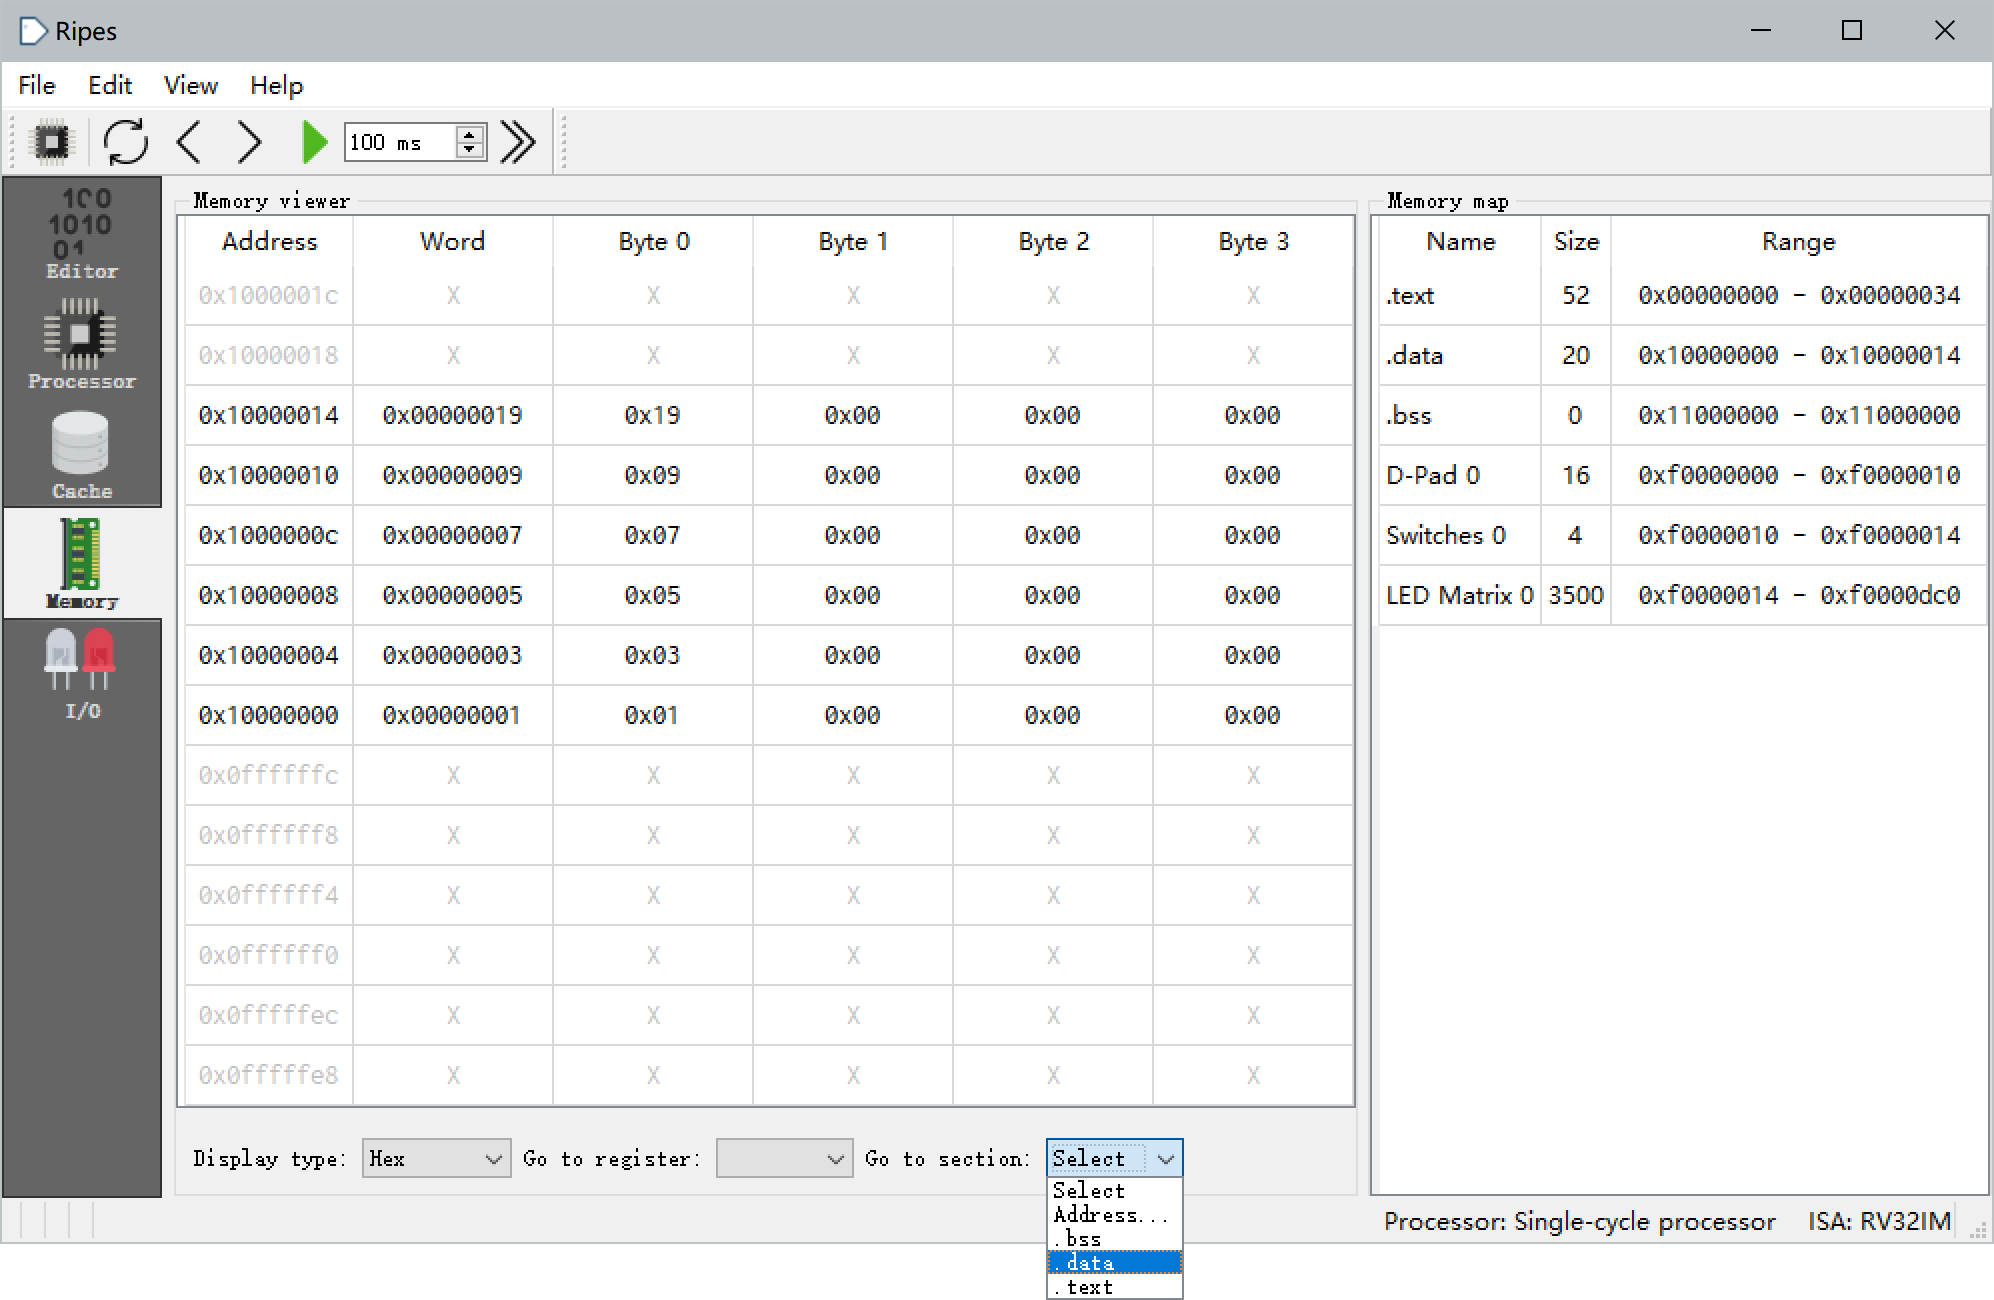 Ripes
File Edit View Help
100 ms
Editor
Processor
Cache
Memory
I/O
Memory viewer
Address Word Byte 0 Byte 1 Byte 2 Byte 3
0x1000001c X X X X X
0x10000018 X X X X X
0x10000014 0x00000019 0x19 0x00 0x00 0x00
0x10000010 0x00000009 0x09 0x00 0x00 0x00
0x1000000c 0x00000007 0x07 0x00 0x00 0x00
0x10000008 0x00000005 0x05 0x00 0x00 0x00
0x10000004 0x00000003 0x03 0x00 0x00 0x00
0x10000000 0x00000001 0x01 0x00 0x00 0x00
0x0ffffffc X X X X X
0x0ffffff8 X X X X X
0x0ffffff4 X X X X X
0x0ffffff0 X X X X X
0x0fffffec X X X X X
0x0fffffe8 X X X X X
Display type: Hex Go to register: Go to section: Select
Select
Address...
.bss
.data
.text
Memory map
Name Size Range
.text 52 0x00000000 - 0x00000034
.data 20 0x10000000 - 0x10000014
.bss 0 0x11000000 - 0x11000000
D-Pad 0 16 0xf0000000 - 0xf0000010
Switches 0 4 0xf0000010 - 0xf0000014
LED Matrix 0 3500 0xf0000014 - 0xf0000dc0
Processor: Single-cycle processor ISA: RV32IM